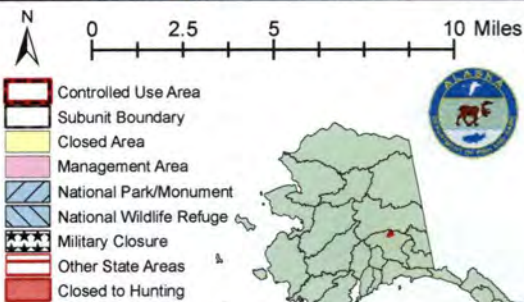 N
0 2.5 5 10 Miles
Controlled Use Area
Subunit Boundary
Closed Area
Management Area
National Park/Monument
National Wildlife Refuge
Military Closure
Other State Areas
Closed to Hunting
ALASKA